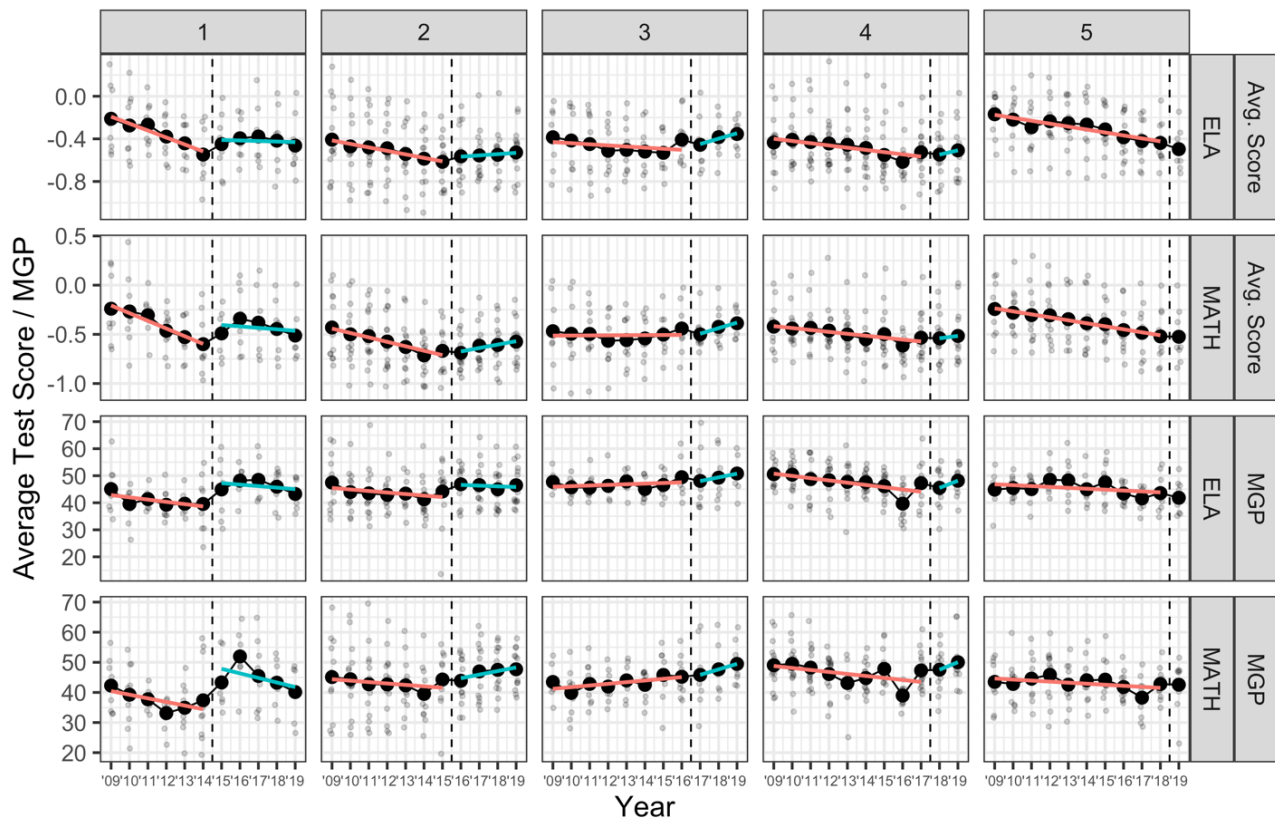 1 2 3 4 5
0.0
-0.4
-0.8
ELA
Avg. Score
0.5
0.0
-0.5
-1.0
MATH
Avg. Score
70
60
50
40
30
20
ELA
MGP
70
60
50
40
30
20
MATH
MGP
Average Test Score / MGP
'09 '10 '11 '12 '13 '14 '15 '16 '17 '18 '19 '09 '10 '11 '12 '13 '14 '15 '16 '17 '18 '19 '09 '10 '11 '12 '13 '14 '15 '16 '17 '18 '19 '09 '10 '11 '12 '13 '14 '15 '16 '17 '18 '19 '09 '10 '11 '12 '13 '14 '15 '16 '17 '18 '19
Year